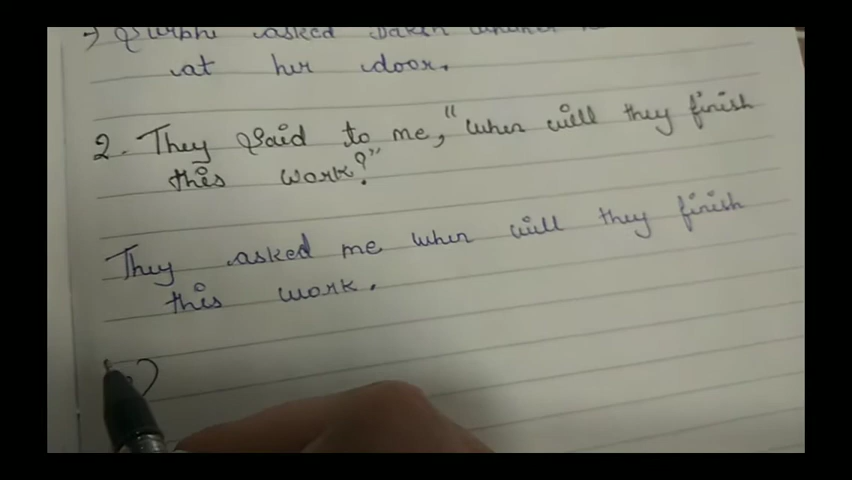 asked
at her door.
2. They said to me, "when will they finish
this work?"
They asked me when will they finish
this work.